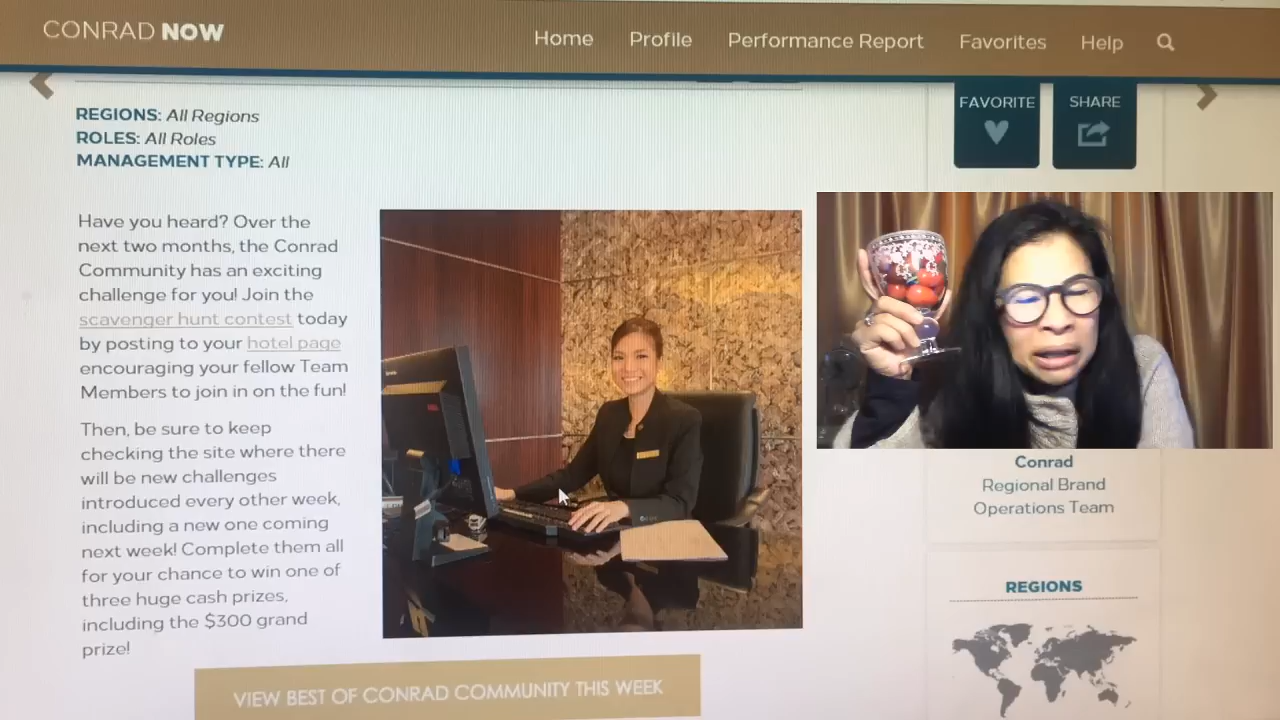 CONRAD NOW
Home
Profile
Performance Report
Favorites
Help
REGIONS: All Regions
ROLES: All Roles
MANAGEMENT TYPE: All
FAVORITE
SHARE
Have you heard? Over the
next two months, the Conrad
Community has an exciting
challenge for you! Join the
scavenger hunt contest today
by posting to your hotel page
encouraging your fellow Team
Members to join in on the fun!
Then, be sure to keep
checking the site where there
will be new challenges
introduced every other week,
including a new one coming
next week! Complete them all
for your chance to win one of
three huge cash prizes,
including the $300 grand
prize!
VIEW BEST OF CONRAD COMMUNITY THIS WEEK
Conrad
Regional Brand
Operations Team
REGIONS